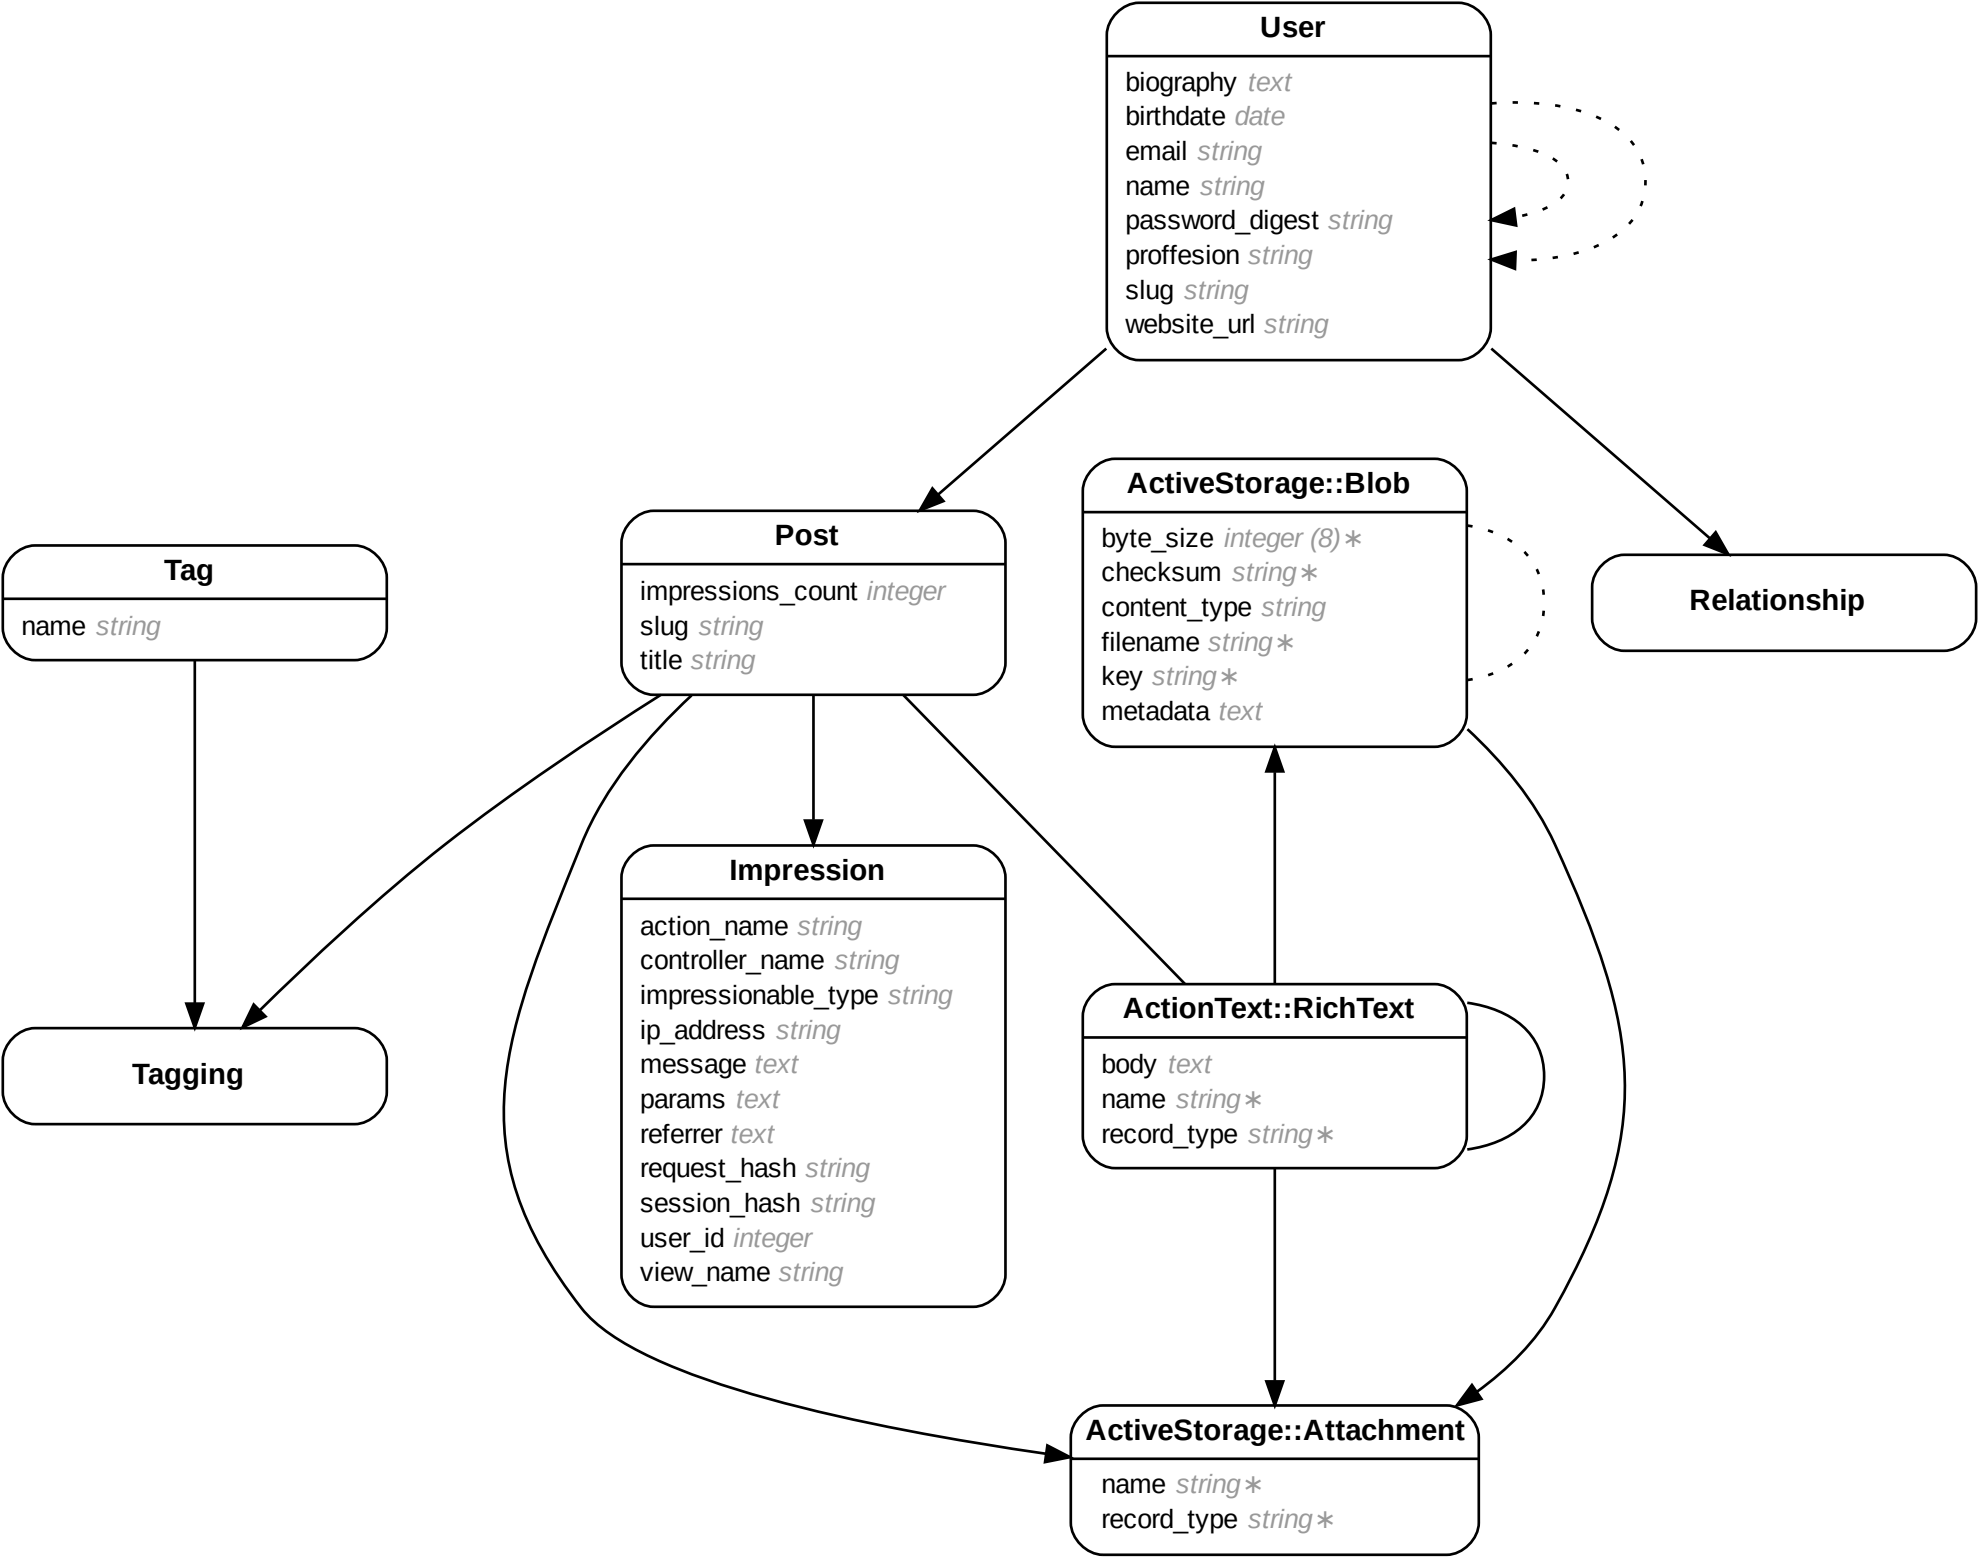 User
biography text
birthdate date
email string
name string
password_digest string
proffesion string
slug string
website_url string
ActiveStorage::Blob
byte_size integer (8)∗
checksum string∗
content_type string
filename string∗
key string∗
metadata text
Post
impressions_count integer
slug string
title string
Tag
name string
Relationship
Impression
action_name string
controller_name string
impressionable_type string
ip_address string
message text
params text
referrer text
request_hash string
session_hash string
user_id integer
view_name string
ActionText::RichText
body text
name string∗
record_type string∗
Tagging
ActiveStorage::Attachment
name string∗
record_type string∗